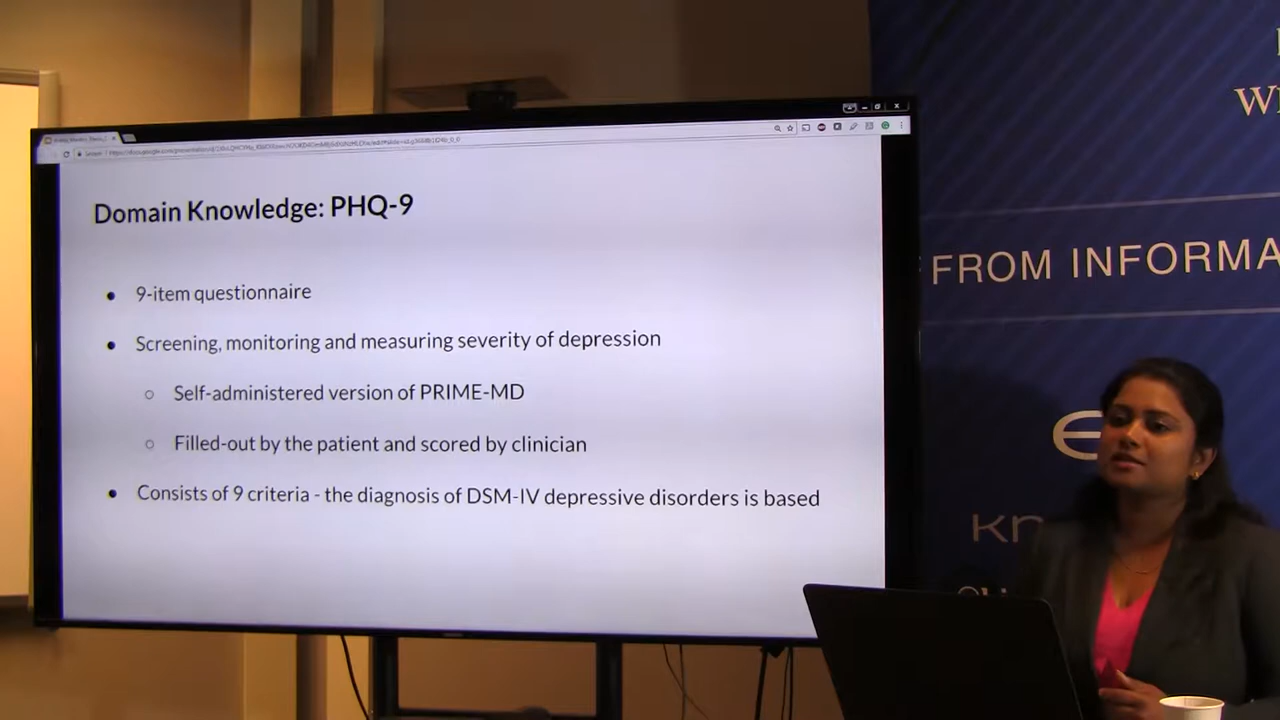 Domain Knowledge: PHQ-9
● 9-item questionnaire
● Screening, monitoring and measuring severity of depression
○ Self-administered version of PRIME-MD
○ Filled-out by the patient and scored by clinician
● Consists of 9 criteria - the diagnosis of DSM-IV depressive disorders is based
FROM INFORMA